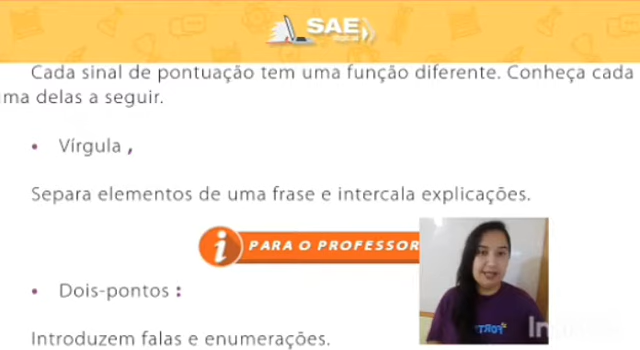 SAE
Cada sinal de pontuação tem uma função diferente. Conheça cada
uma delas a seguir.
• Vírgula ,
Separa elementos de uma frase e intercala explicações.
i PARA O PROFESSOR
• Dois-pontos :
Introduzem falas e enumerações.